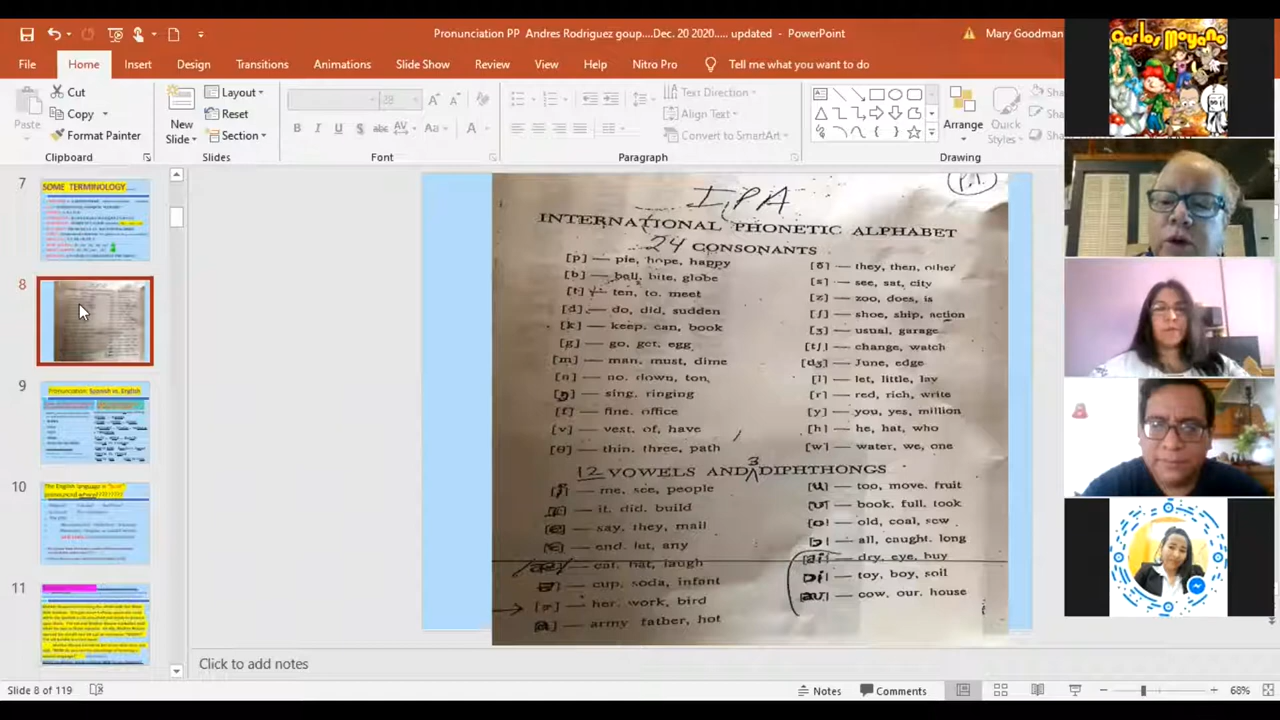 Pronunciation PP Andres Rodriguez goup....Dec. 20 2020..... updated - PowerPoint
Mary Goodman
File Home Insert Design Transitions Animations Slide Show Review View Help Nitro Pro Tell me what you want to do
Cut
Copy
Format Painter
Paste
Clipboard
New
Slide
Layout
Reset
Section
Slides
28
Font
Text Direction
Align Text
Convert to SmartArt
Paragraph
Arrange
Quick
Styles
Drawing
Carlos Moyano
7
SOME TERMINOLOGY
8
9
Pronunciation: Spanish vs. English
10
11
IPA
P.1
INTERNATIONAL PHONETIC ALPHABET
24 CONSONANTS
[p] — pie, hope, happy
[b] — ball, bite, globe
[t] — ten, to, meet
[d] — do, did, sudden
[k] — keep, can, book
[g] — go, get, egg
[m] — man, must, dime
[n] — no, down, ton,
[ŋ] — sing, ringing
[f] — fine, office
[v] — vest, of, have
[θ] — thin, three, path
[ð] — they, then, other
[s] — see, sat, city
[z] — zoo, does, is
[ʃ] — shoe, ship, action
[ʒ] — usual, garage
[tʃ] — change, watch
[dʒ] — June, edge
[l] — let, little, lay
[r] — red, rich, write
— you, yes, million
[h] — he, hat, who
[w] — water, we, one
12 VOWELS AND 3 DIPHTHONGS
— me, see, people
— it, did, build
[e] — say, they, mail
[ɛ] — end, let, any
[æ] — cat, hat, laugh
— cup, soda, infant
— her, work, bird
— army father, hot
— too, move, fruit
[ʊ] — book, full, took
— old, coal, sew
— all, caught, long
— dry, eye, buy
— toy, boy, soil
— cow, our, house
Click to add notes
Slide 8 of 119
Notes
Comments
68%